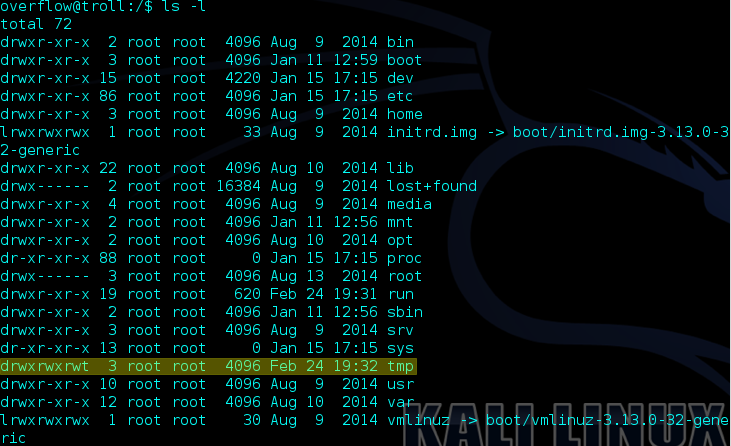 overflow@troll:/$ ls -l
total 72
drwxr-xr-x  2 root root  4096 Aug  9  2014 bin
drwxr-xr-x  3 root root  4096 Jan 11 12:59 boot
drwxr-xr-x 15 root root  4220 Jan 15 17:15 dev
drwxr-xr-x 86 root root  4096 Jan 15 17:15 etc
drwxr-xr-x  3 root root  4096 Aug  9  2014 home
lrwxrwxrwx  1 root root    33 Aug  9  2014 initrd.img -> boot/initrd.img-3.13.0-3
2-generic
drwxr-xr-x 22 root root  4096 Aug 10  2014 lib
drwx------  2 root root 16384 Aug  9  2014 lost+found
drwxr-xr-x  4 root root  4096 Aug  9  2014 media
drwxr-xr-x  2 root root  4096 Jan 11 12:56 mnt
drwxr-xr-x  2 root root  4096 Aug 10  2014 opt
dr-xr-xr-x 88 root root     0 Jan 15 17:15 proc
drwx------  3 root root  4096 Aug 13  2014 root
drwxr-xr-x 19 root root   620 Feb 24 19:31 run
drwxr-xr-x  2 root root  4096 Jan 11 12:56 sbin
drwxr-xr-x  3 root root  4096 Aug  9  2014 srv
dr-xr-xr-x 13 root root     0 Jan 15 17:15 sys
drwxrwxrwt  3 root root  4096 Feb 24 19:32 tmp
drwxr-xr-x 10 root root  4096 Aug  9  2014 usr
drwxr-xr-x 12 root root  4096 Aug 10  2014 var
lrwxrwxrwx  1 root root    30 Aug  9  2014 vmlinuz -> boot/vmlinuz-3.13.0-32-gene
ric
KALI LINUX